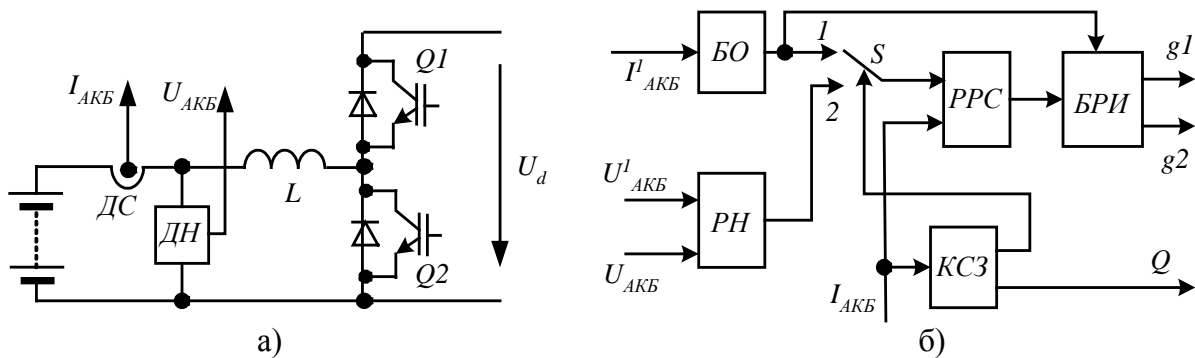 I_АКБ
U_АКБ
Q1
ДС
L
U_d
ДН
Q2
а)
I¹_АКБ
БО
1
S
g1
РРС
БРИ
2
g2
U¹_АКБ
РН
U_АКБ
КСЗ
Q
I_АКБ
б)